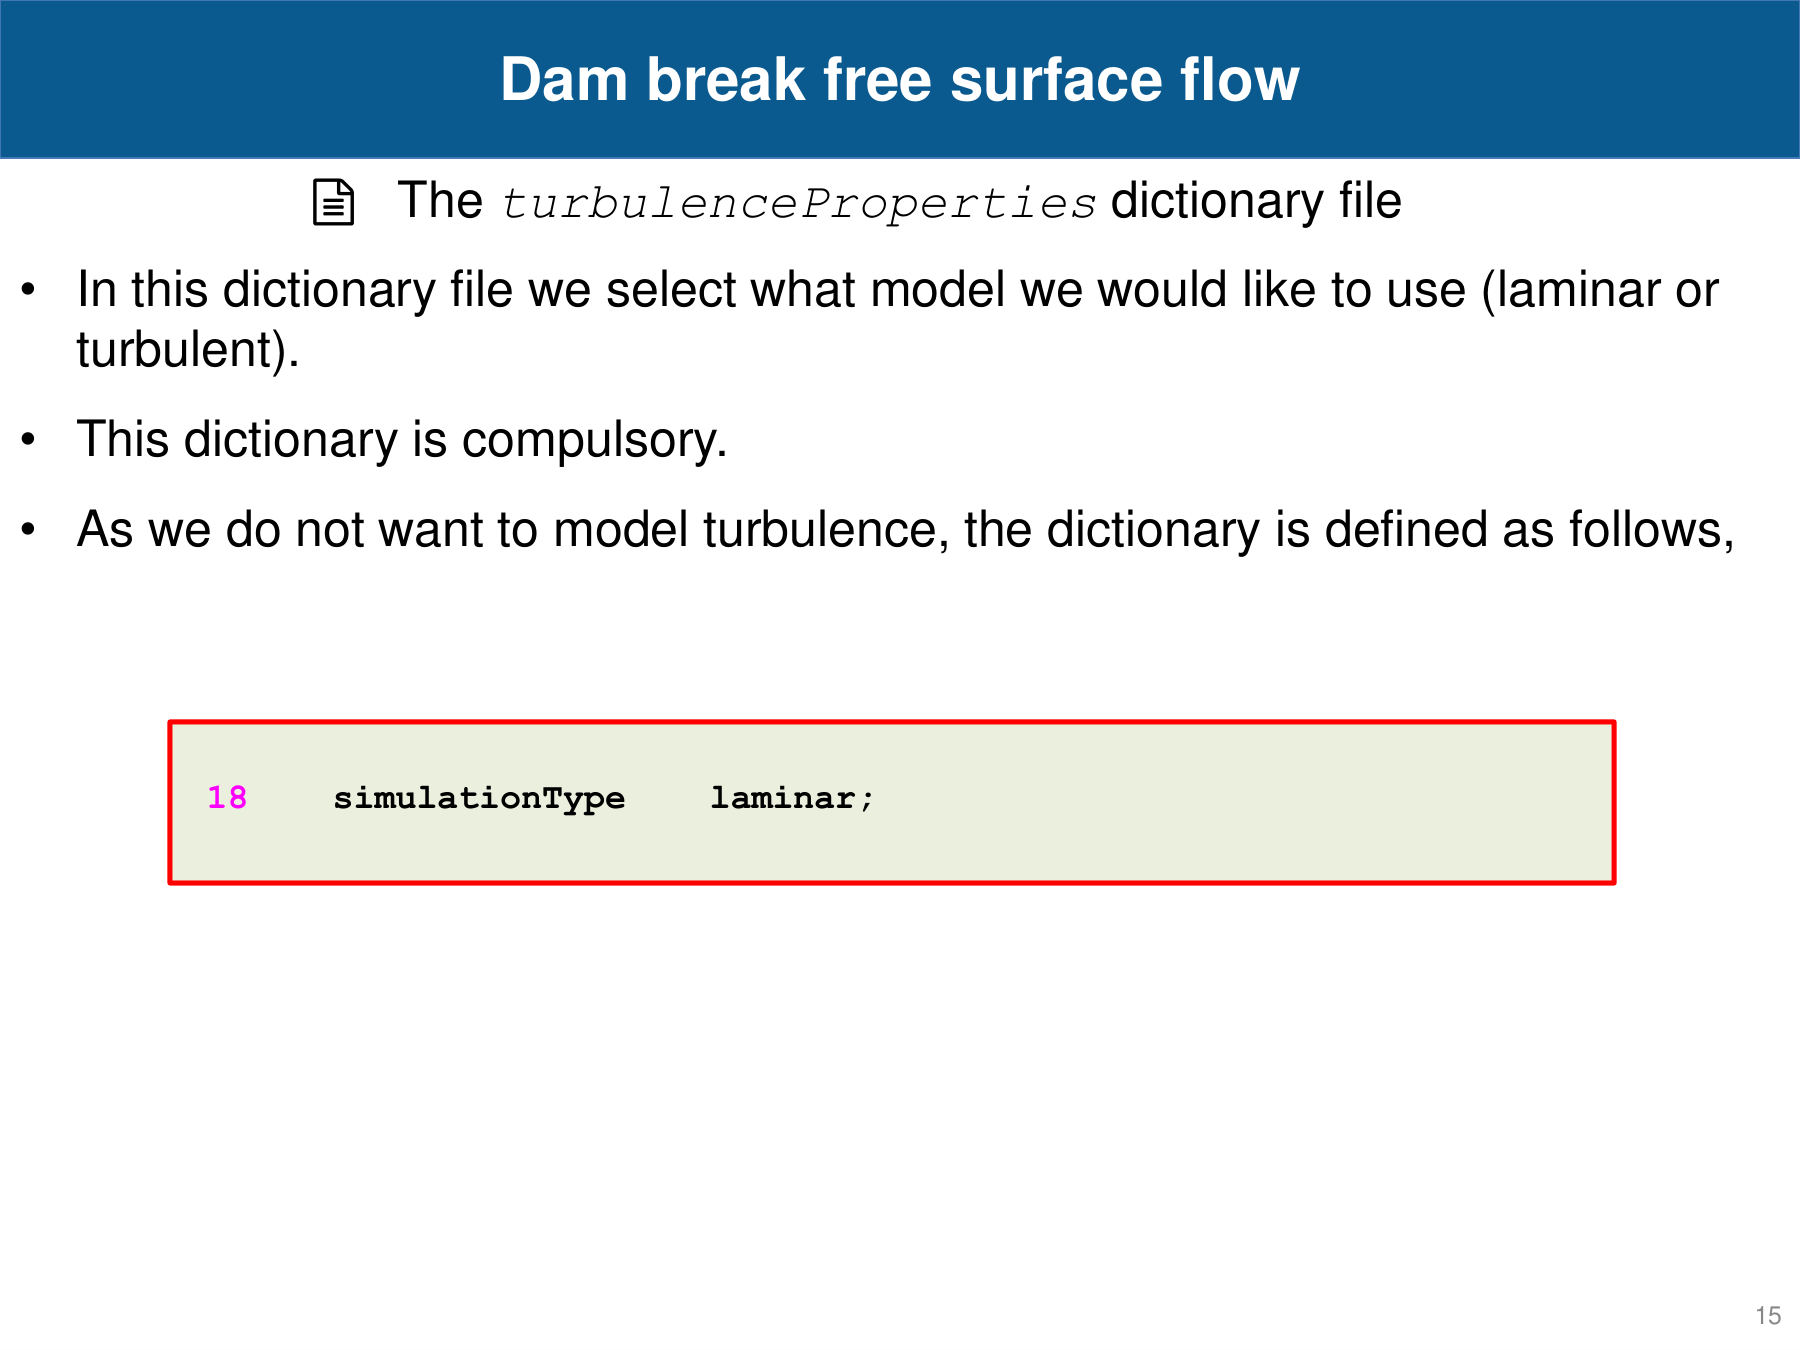 Dam break free surface flow
The turbulenceProperties dictionary file
• In this dictionary file we select what model we would like to use (laminar or
turbulent).
• This dictionary is compulsory.
• As we do not want to model turbulence, the dictionary is defined as follows,
18 simulationType laminar;
15